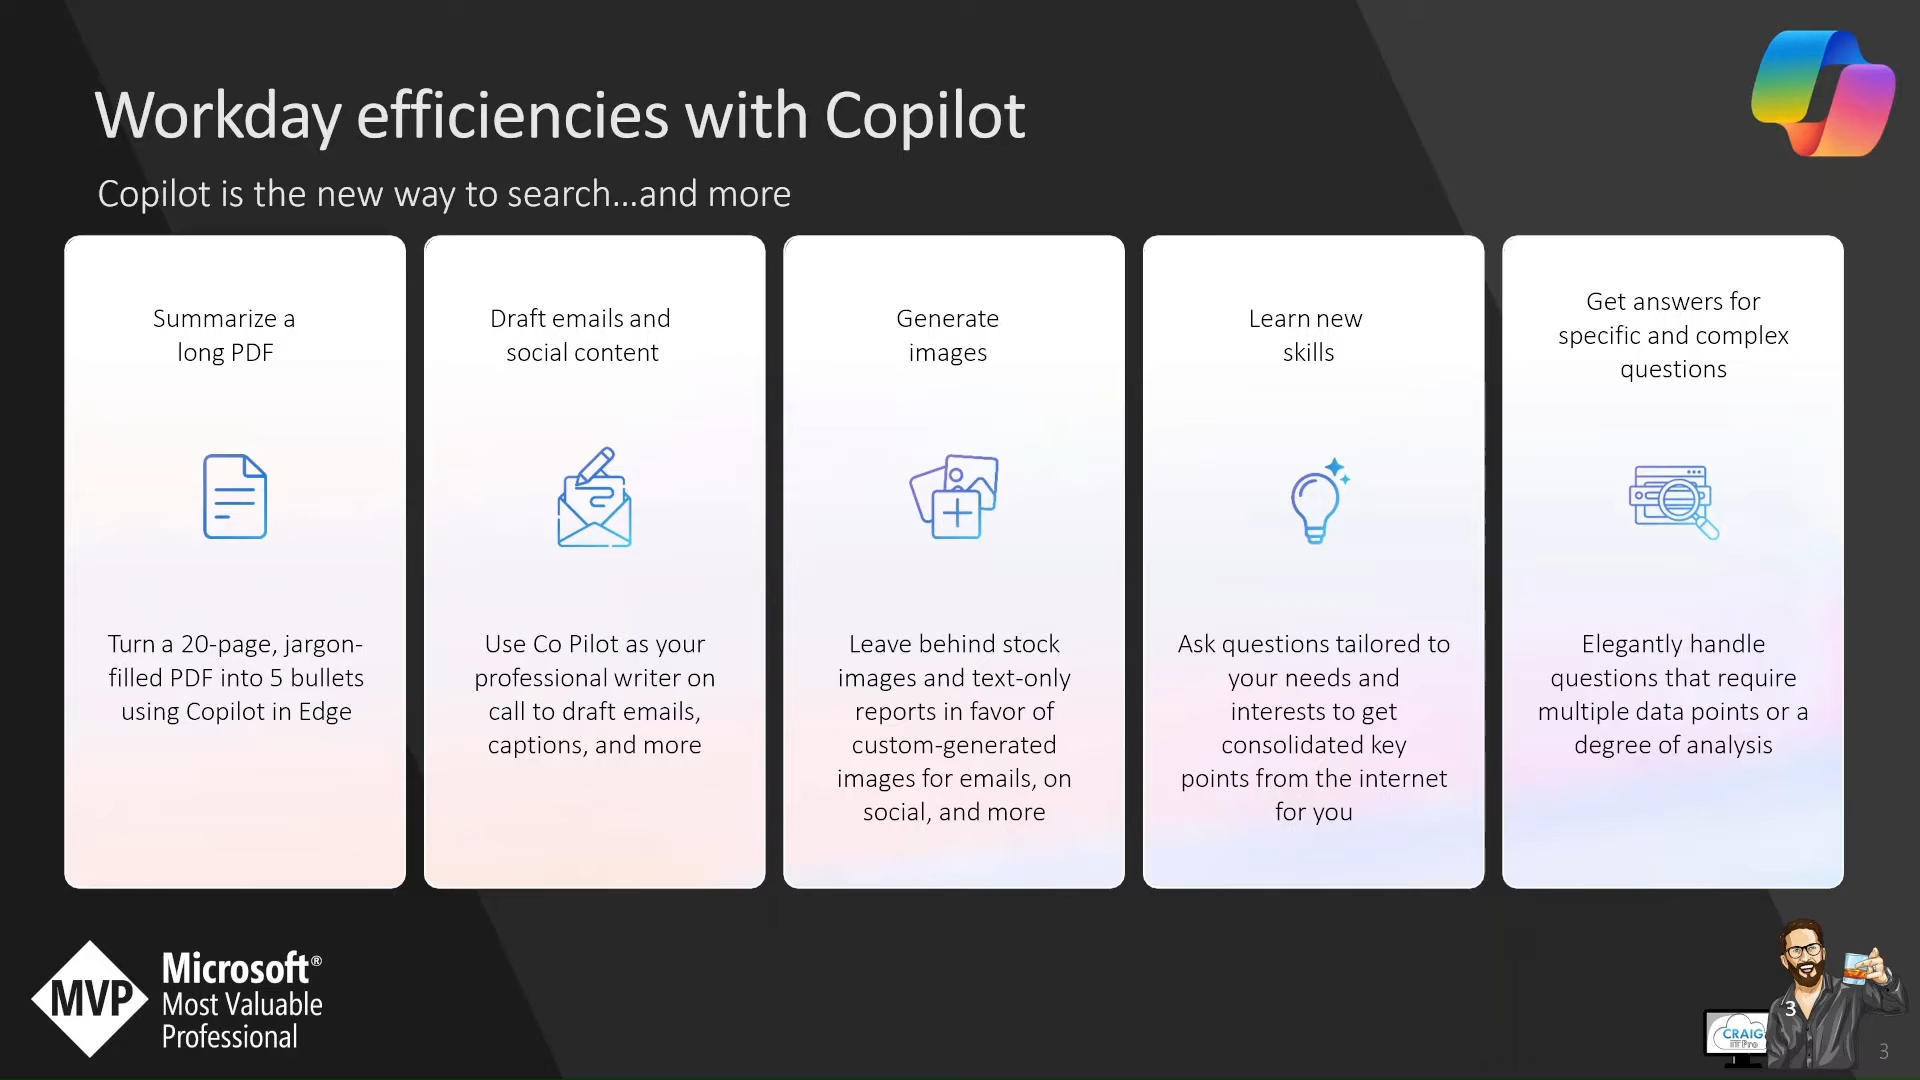 Workday efficiencies with Copilot
Copilot is the new way to search...and more
Summarize a
long PDF
Turn a 20-page, jargon-
filled PDF into 5 bullets
using Copilot in Edge
Draft emails and
social content
Use Co Pilot as your
professional writer on
call to draft emails,
captions, and more
Generate
images
Leave behind stock
images and text-only
reports in favor of
custom-generated
images for emails, on
social, and more
Learn new
skills
Ask questions tailored to
your needs and
interests to get
consolidated key
points from the internet
for you
Get answers for
specific and complex
questions
Elegantly handle
questions that require
multiple data points or a
degree of analysis
MVP
Microsoft®
Most Valuable
Professional
3
CRAIG
iT Pro
3